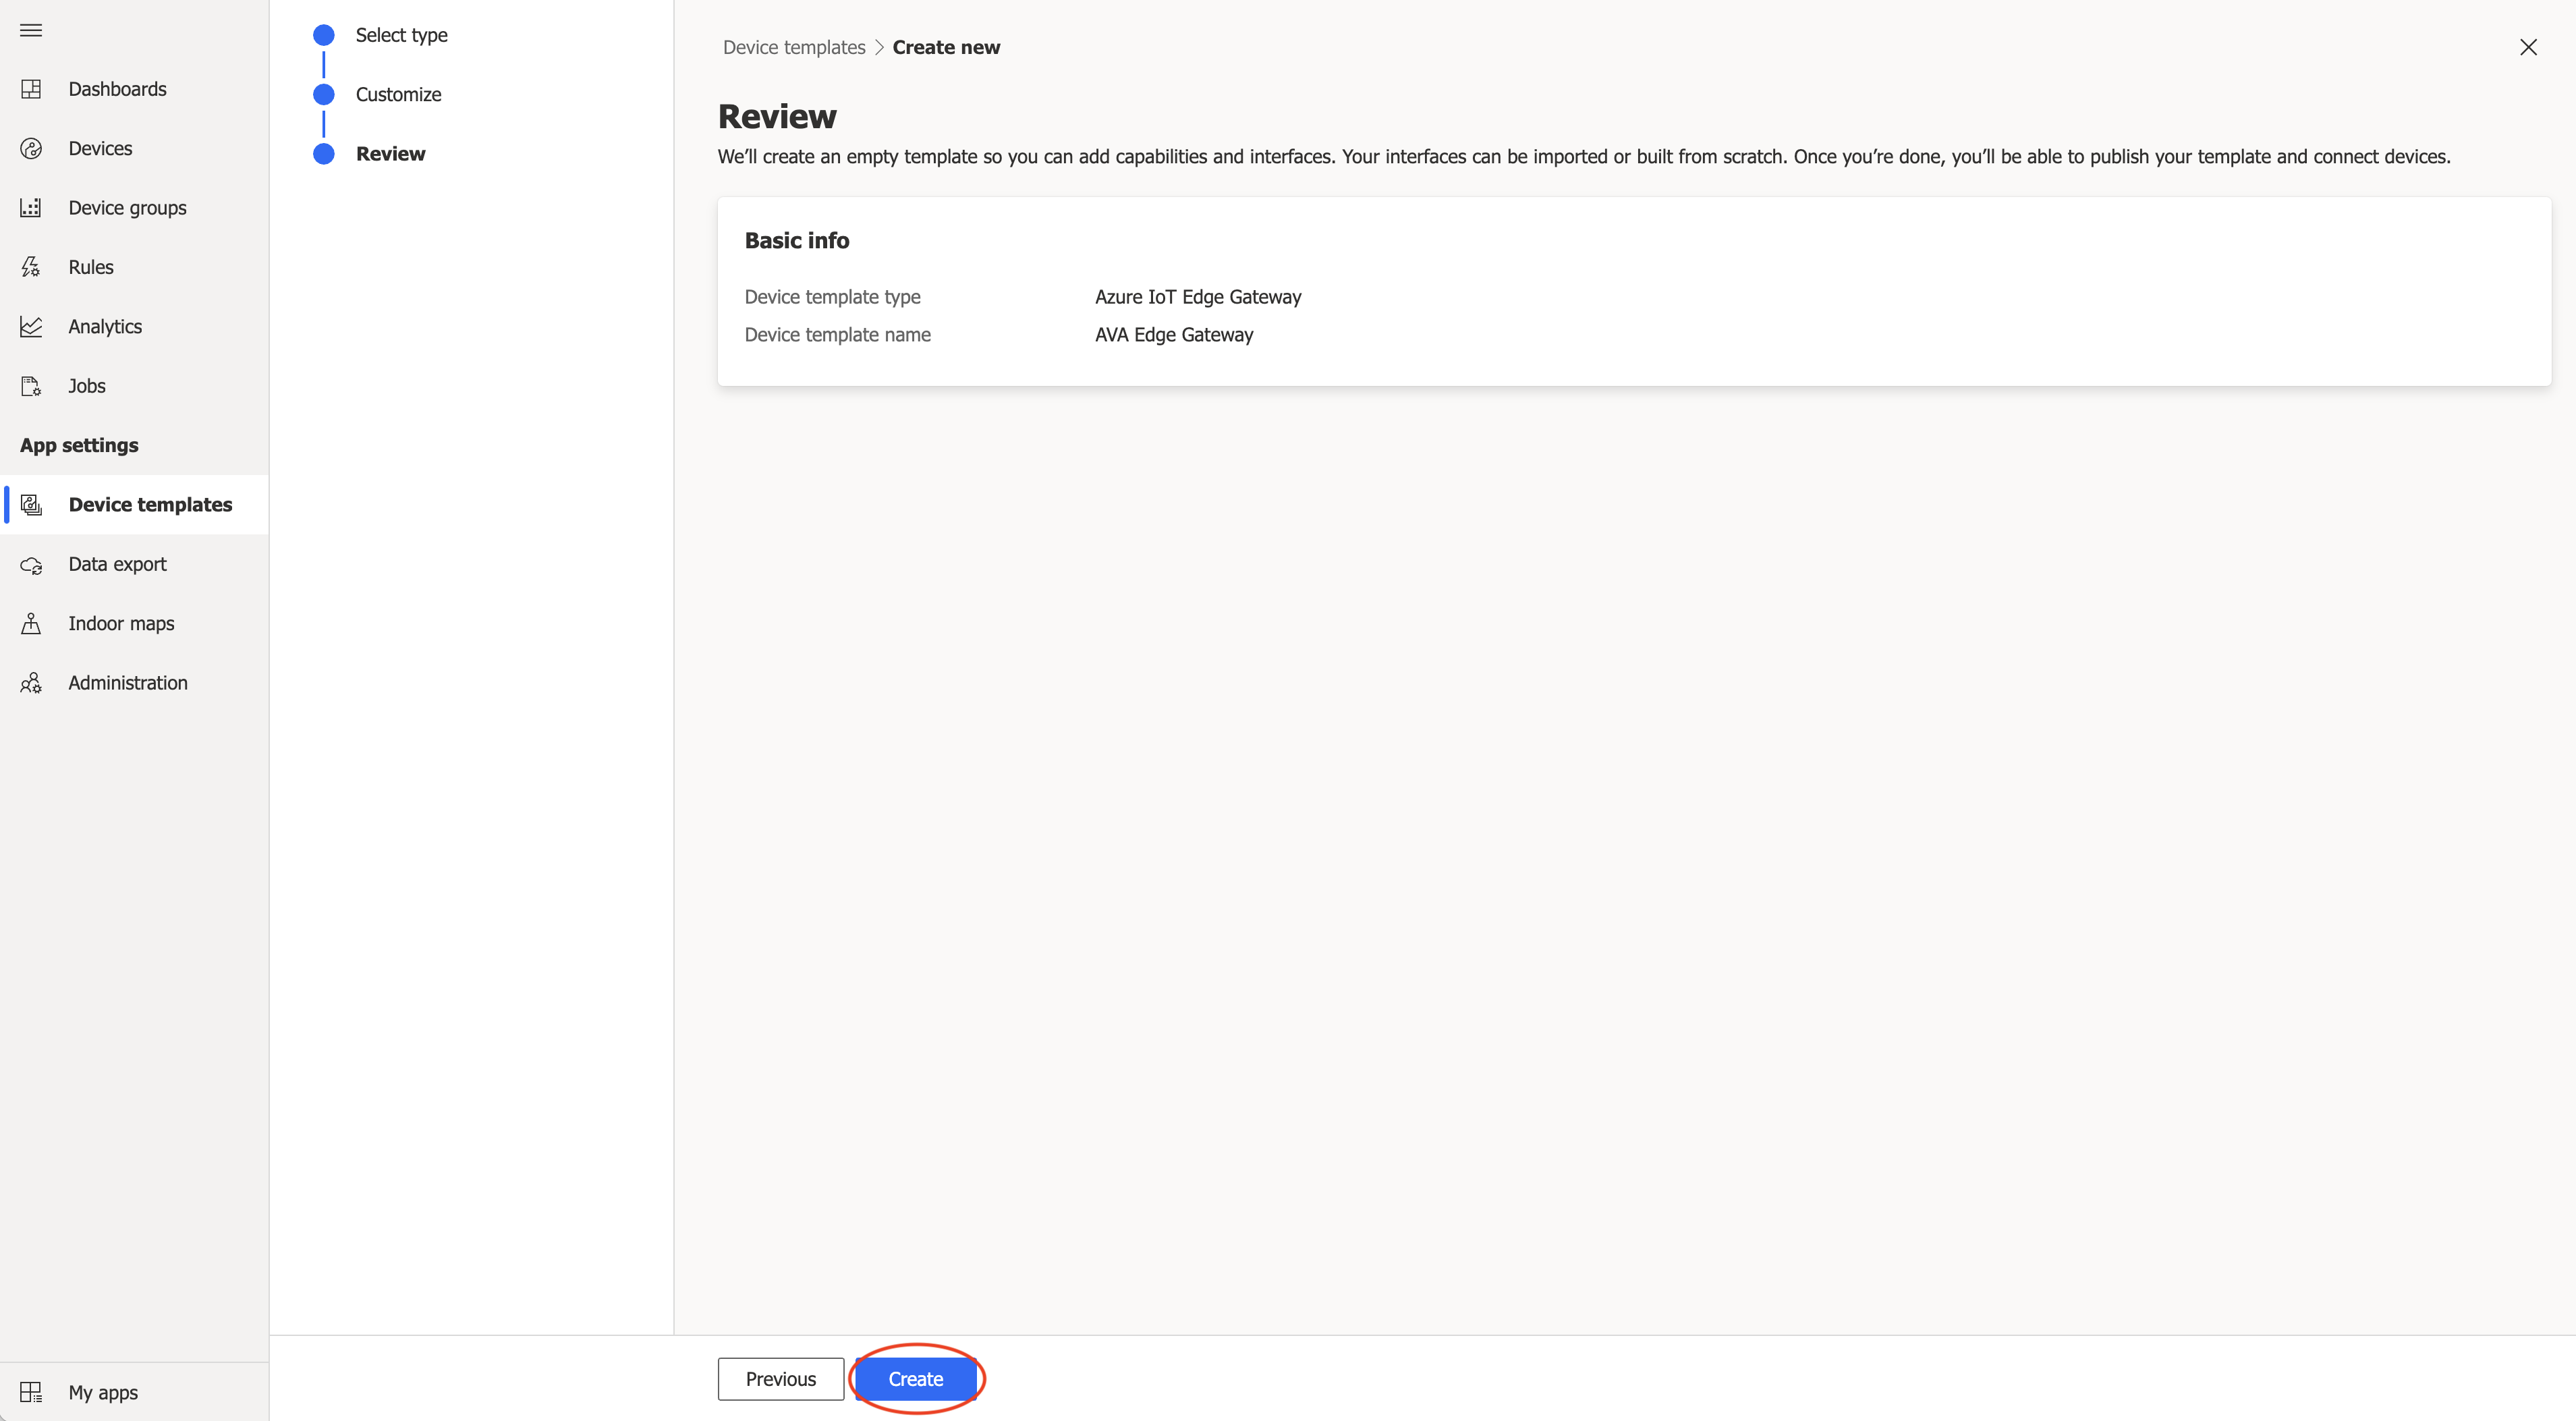 Dashboards
Devices
Device groups
Rules
Analytics
Jobs
App settings
Device templates
Data export
Indoor maps
Administration
My apps
Select type
Customize
Review
Device templates > Create new
Review
We’ll create an empty template so you can add capabilities and interfaces. Your interfaces can be imported or built from scratch. Once you’re done, you’ll be able to publish your template and connect devices.
Basic info
Device template type Azure IoT Edge Gateway
Device template name AVA Edge Gateway
Previous Create